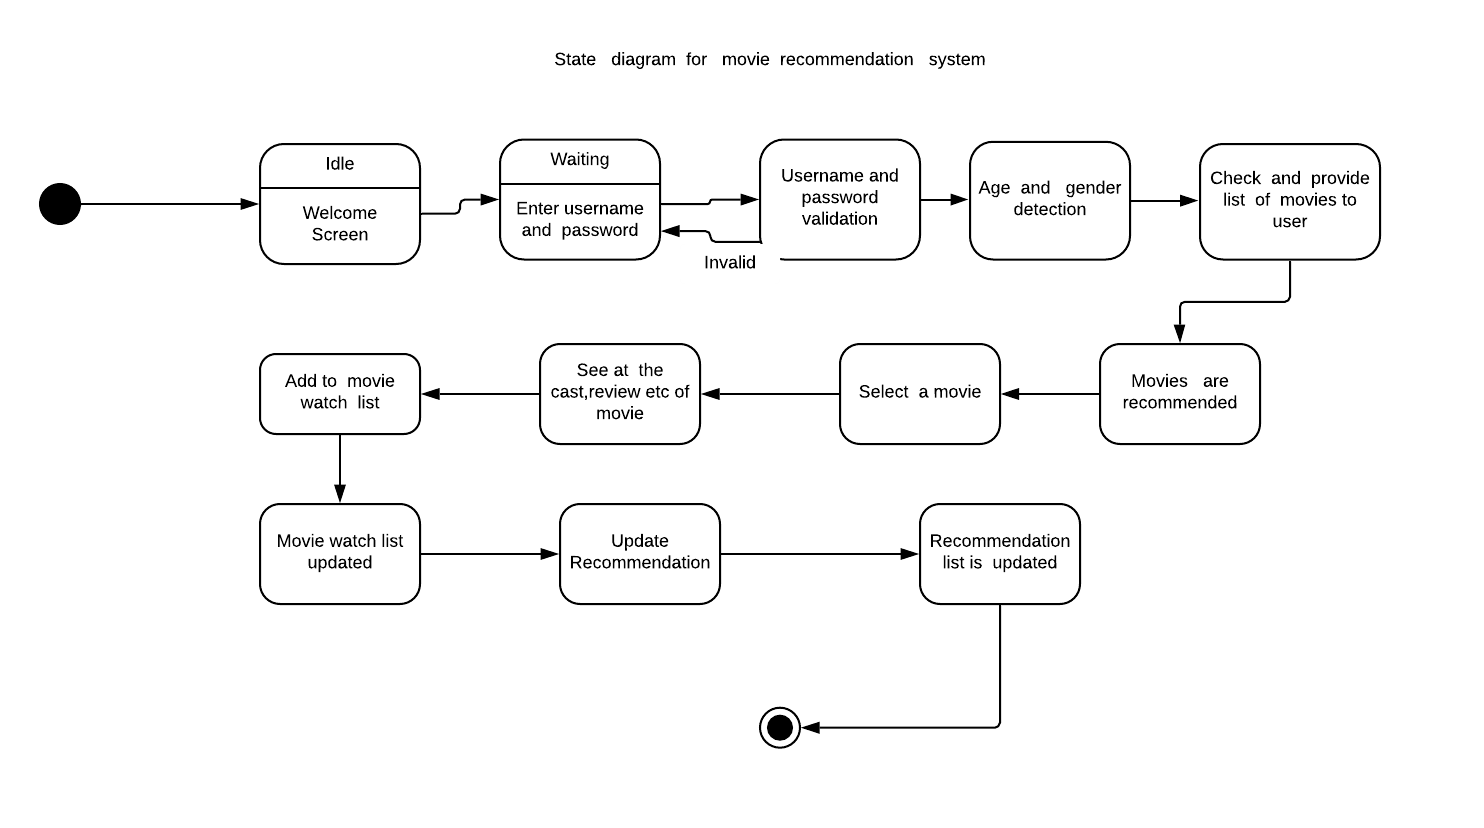 State diagram for movie recommendation system
Idle
Welcome
Screen
Waiting
Enter username
and password
Username and
password
validation
Invalid
Age and gender
detection
Check and provide
list of movies to
user
Movies are
recommended
Select a movie
See at the
cast,review etc of
movie
Add to movie
watch list
Movie watch list
updated
Update
Recommendation
Recommendation
list is updated